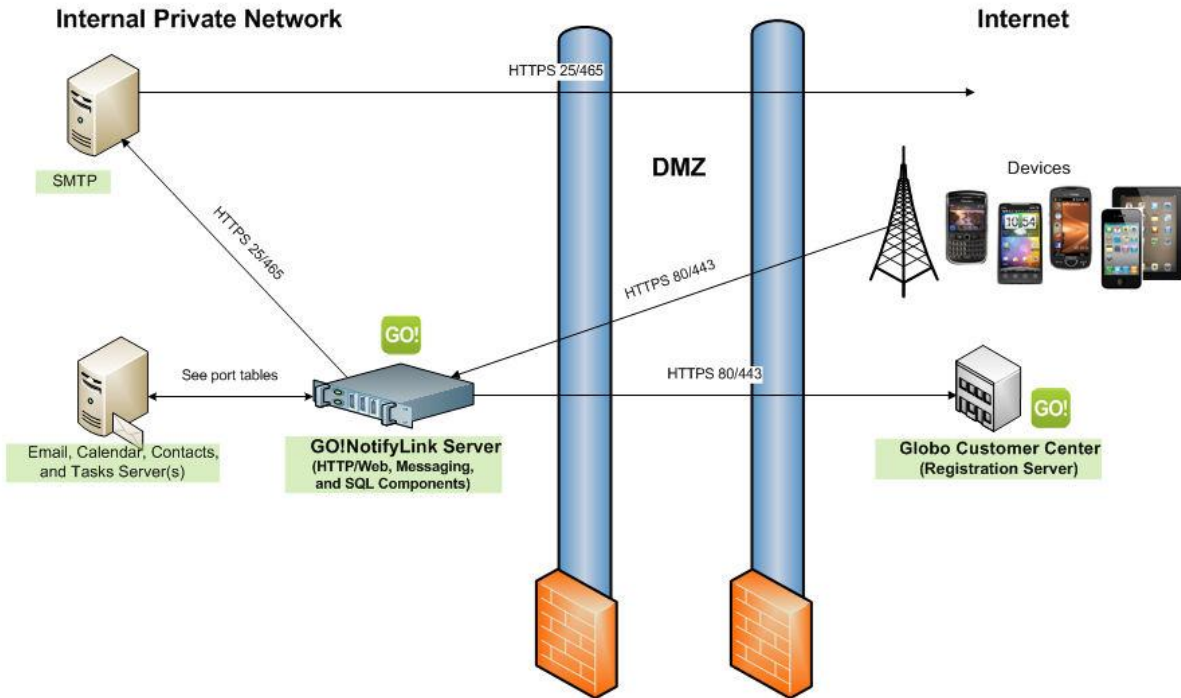 Internal Private Network
Internet
HTTPS 25/465
SMTP
DMZ
Devices
10:54
HTTPS 25/465
HTTPS 80/443
GO!
See port tables
HTTPS 80/443
GO!
Email, Calendar, Contacts,
and Tasks Server(s)
GO!NotifyLink Server
(HTTP/Web, Messaging,
and SQL Components)
Globo Customer Center
(Registration Server)